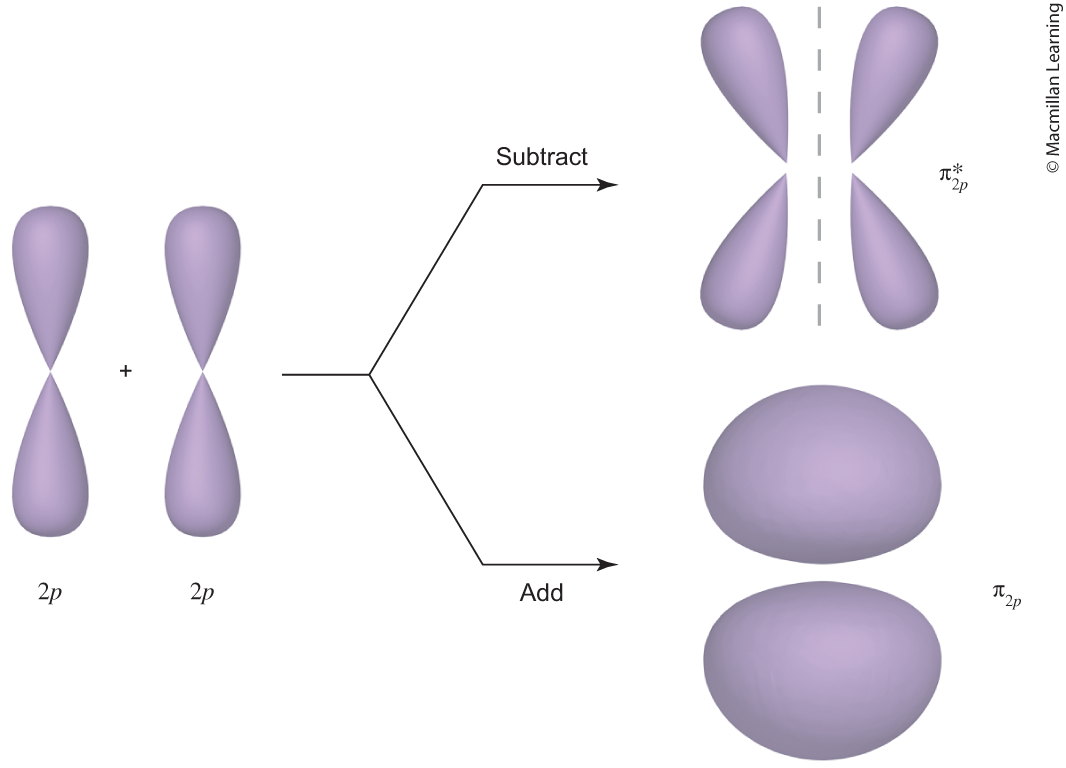 Subtract
π*2p
+
2p
2p
Add
π2p
© Macmillan Learning